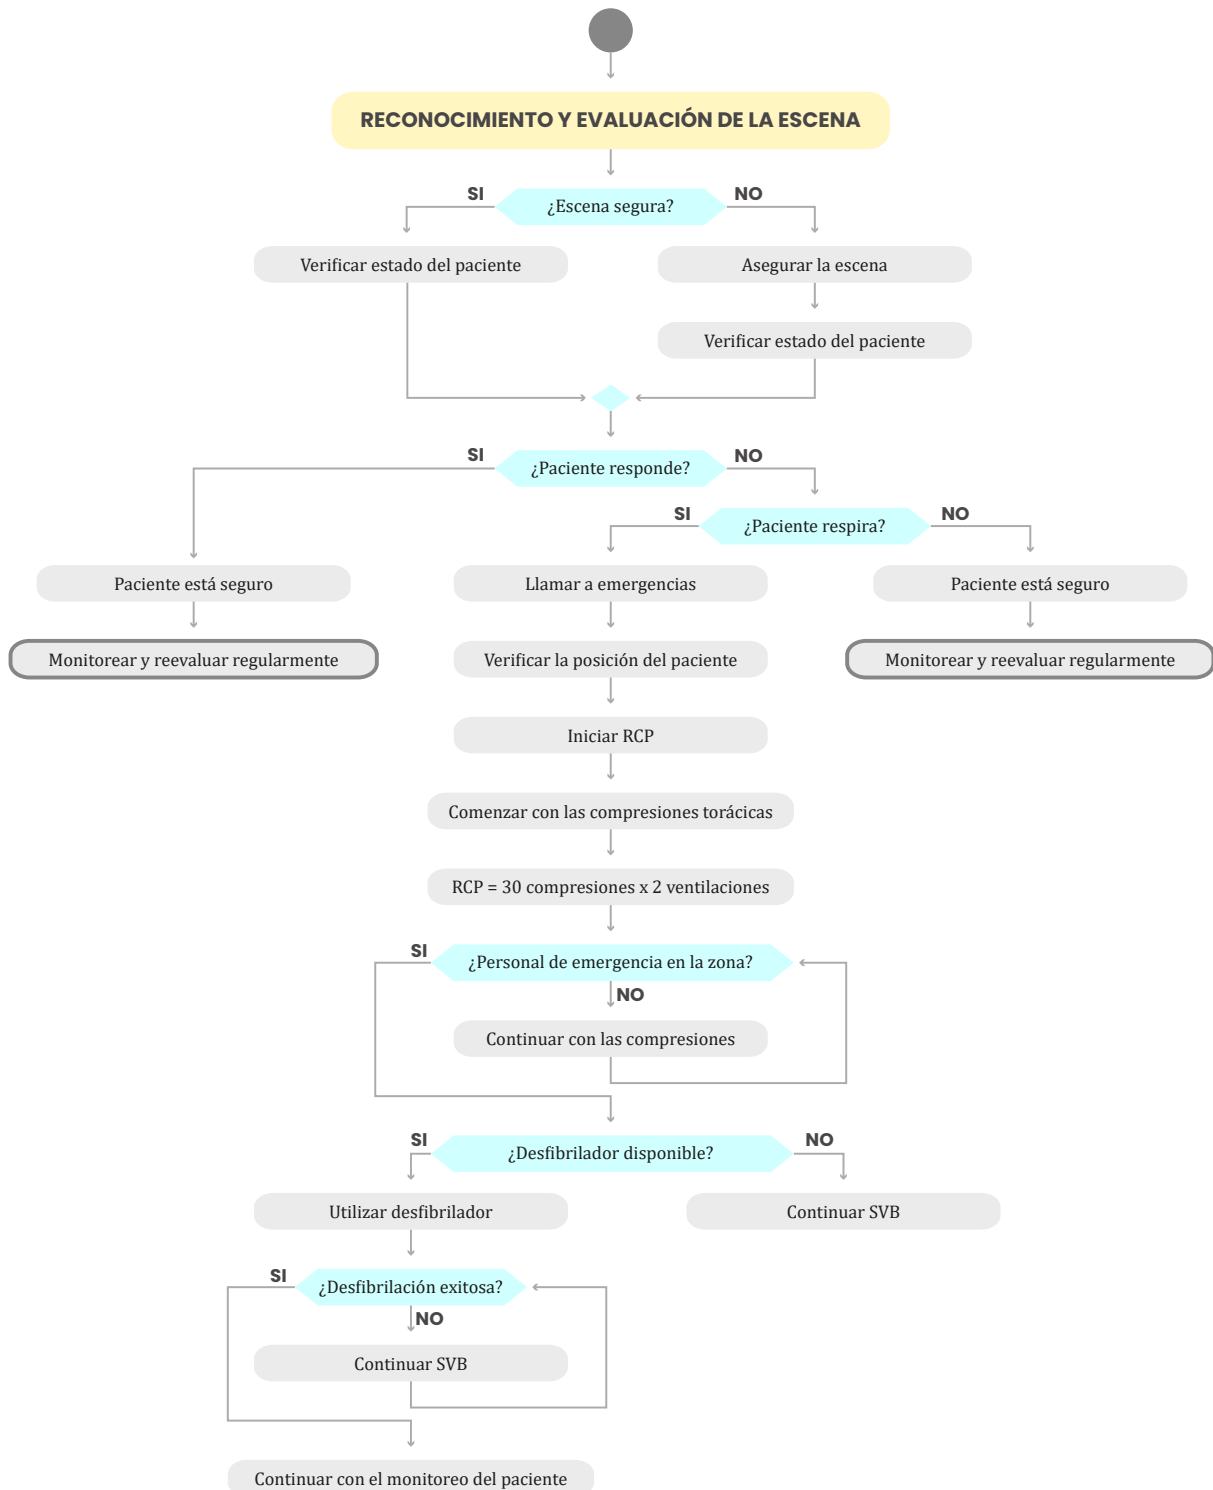 RECONOCIMIENTO Y EVALUACIÓN DE LA ESCENA
SI
¿Escena segura?
NO
Verificar estado del paciente
Asegurar la escena
Verificar estado del paciente
SI
¿Paciente responde?
NO
SI
¿Paciente respira?
NO
Paciente está seguro
Llamar a emergencias
Paciente está seguro
Monitorear y reevaluar regularmente
Verificar la posición del paciente
Monitorear y reevaluar regularmente
Iniciar RCP
Comenzar con las compresiones torácicas
RCP = 30 compresiones x 2 ventilaciones
SI
¿Personal de emergencia en la zona?
NO
Continuar con las compresiones
SI
¿Desfibrilador disponible?
NO
Utilizar desfibrilador
Continuar SVB
SI
¿Desfibrilación exitosa?
NO
Continuar SVB
Continuar con el monitoreo del paciente